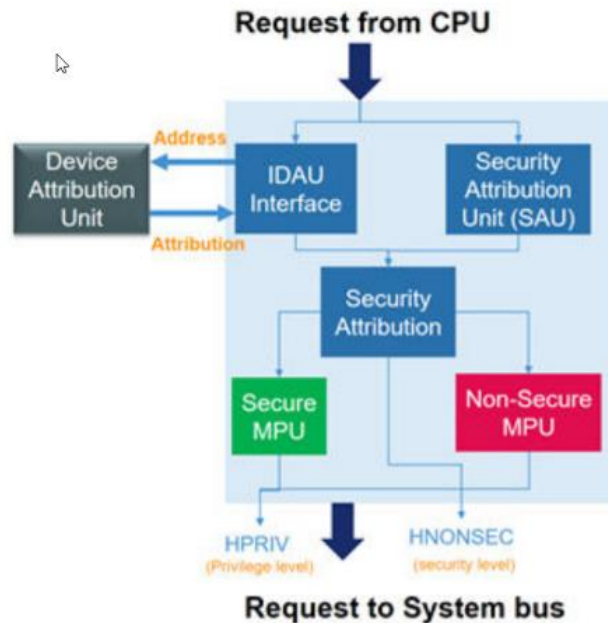 Request from CPU
Address
Device
Attribution
Unit
Attribution
IDAU
Interface
Security
Attribution
Unit (SAU)
Security
Attribution
Secure
MPU
Non-Secure
MPU
HPRIV
(Privilege level)
HNONSEC
(security level)
Request to System bus